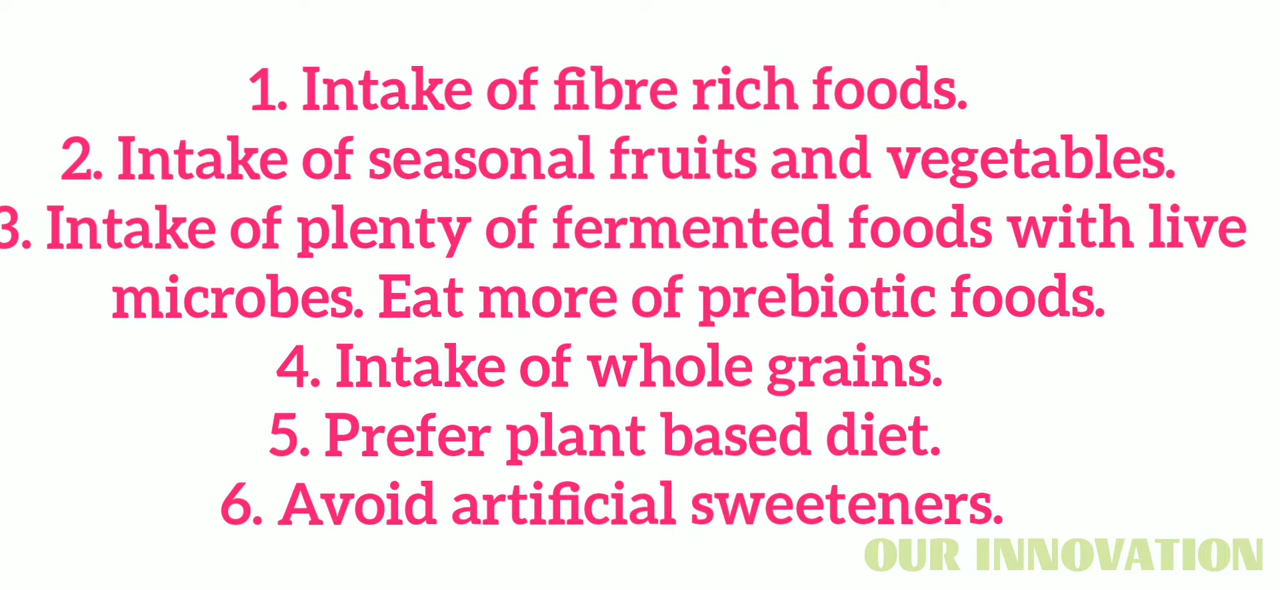 1. Intake of fibre rich foods.
2. Intake of seasonal fruits and vegetables.
3. Intake of plenty of fermented foods with live
microbes. Eat more of prebiotic foods.
4. Intake of whole grains.
5. Prefer plant based diet.
6. Avoid artificial sweeteners.
OUR INNOVATION